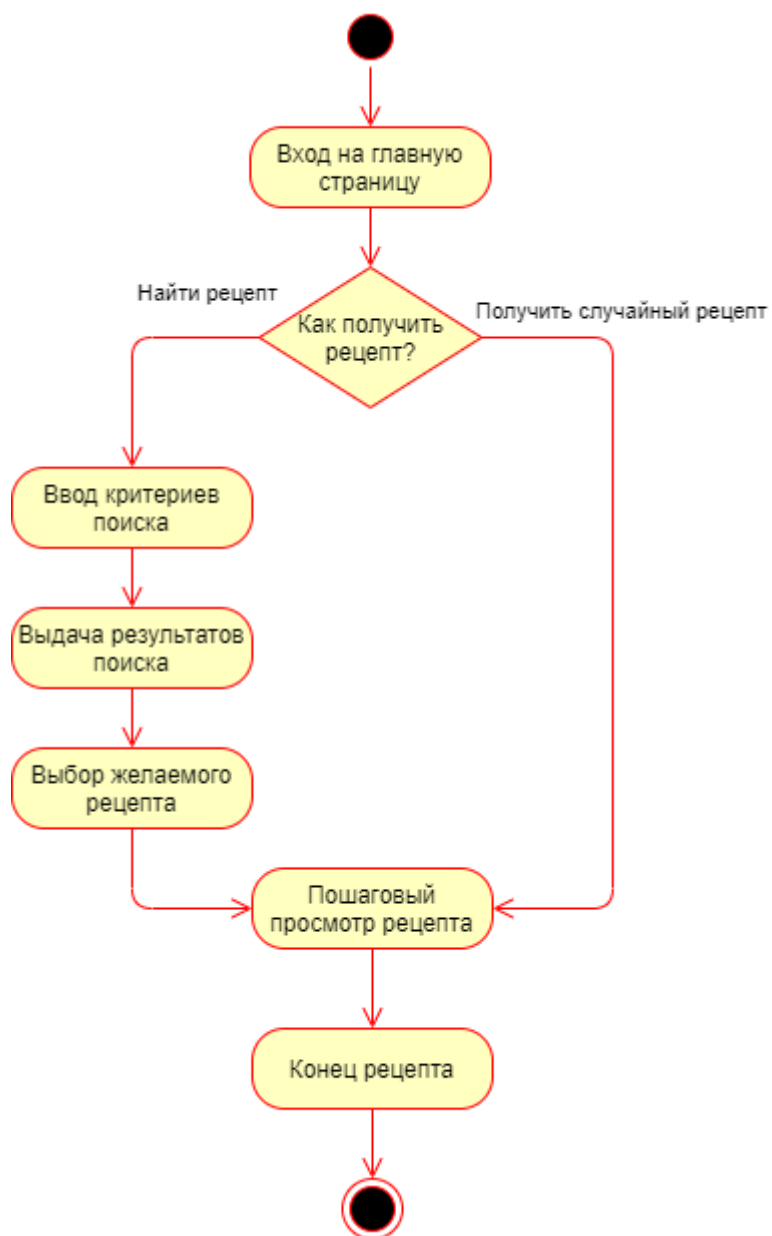 Вход на главную
страницу
Найти рецепт
Получить случайный рецепт
Как получить
рецепт?
Ввод критериев
поиска
Выдача результатов
поиска
Выбор желаемого
рецепта
Пошаговый
просмотр рецепта
Конец рецепта